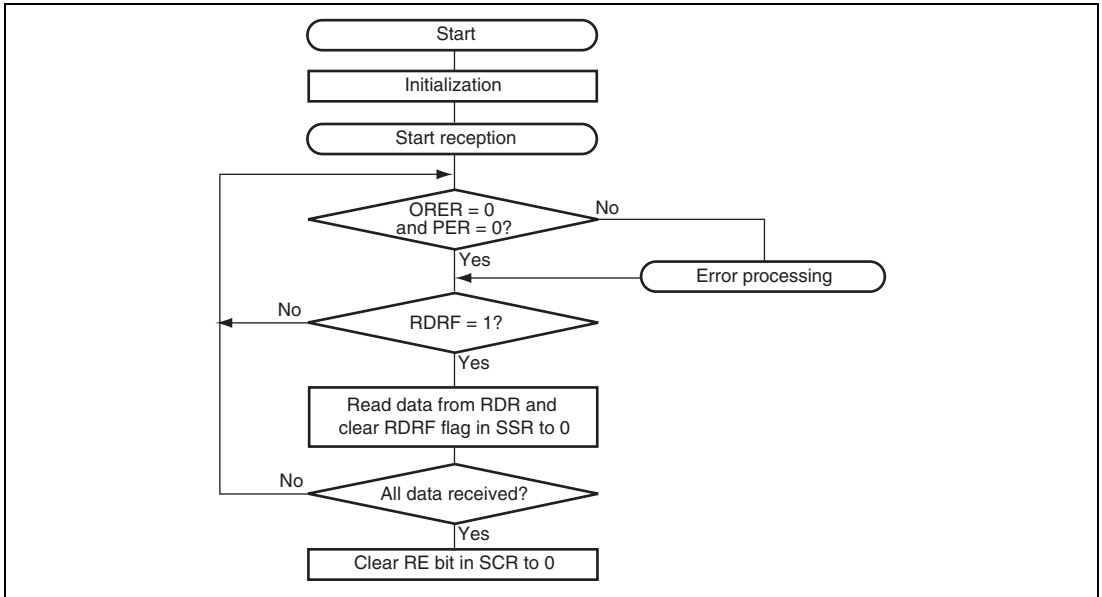 Start
Initialization
Start reception
ORER = 0
and PER = 0?
No
Yes
Error processing
No
RDRF = 1?
Yes
Read data from RDR and
clear RDRF flag in SSR to 0
No
All data received?
Yes
Clear RE bit in SCR to 0